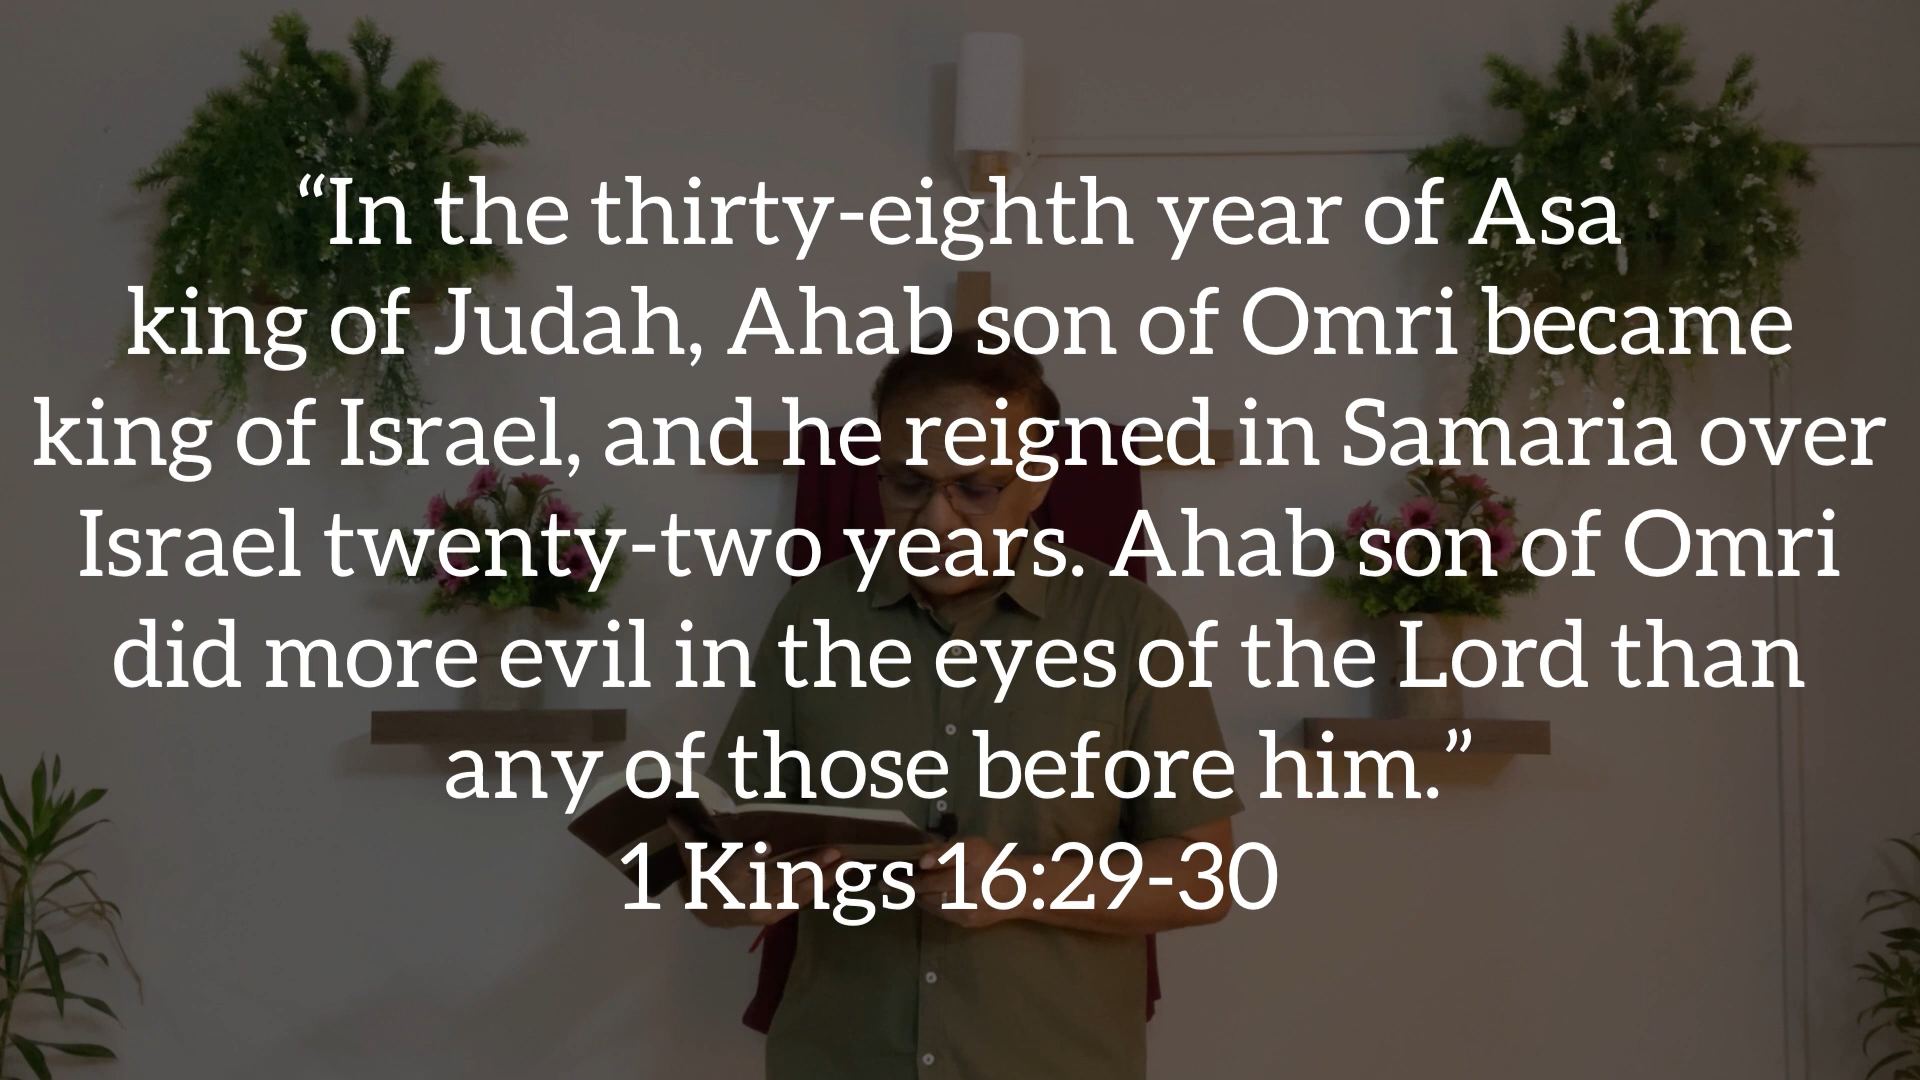 “In the thirty-eighth year of Asa
king of Judah, Ahab son of Omri became
king of Israel, and he reigned in Samaria over
Israel twenty-two years. Ahab son of Omri
did more evil in the eyes of the Lord than
any of those before him.”
1 Kings 16:29-30